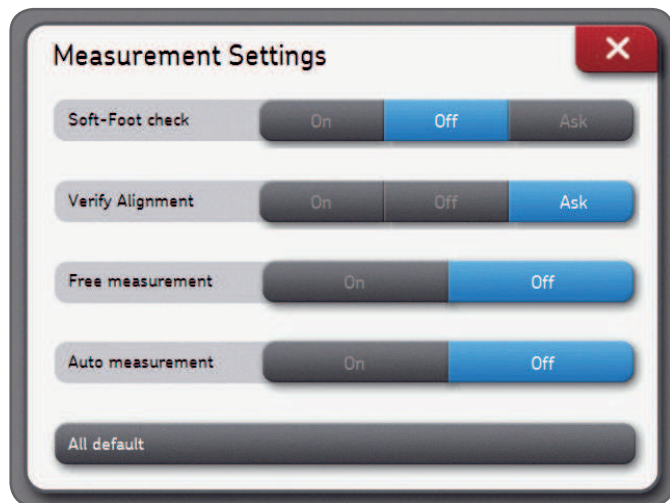 Measurement Settings
Soft-Foot check On Off Ask
Verify Alignment On Off Ask
Free measurement On Off
Auto measurement On Off
All default